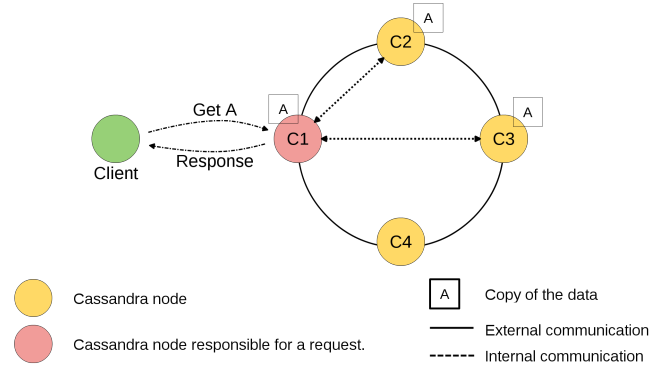 A
C2
A
A
Get A
C1
C3
Response
Client
C4
Cassandra node
A
Copy of the data
External communication
Cassandra node responsible for a request.
Internal communication